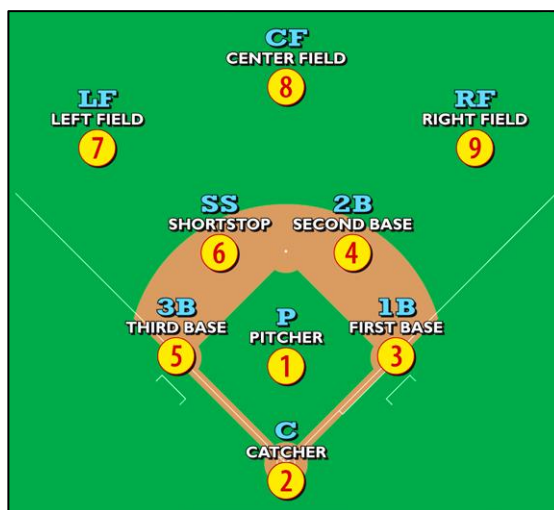 CF
CENTER FIELD
8
LF
LEFT FIELD
7
RF
RIGHT FIELD
9
SS
SHORTSTOP
6
2B
SECOND BASE
4
3B
THIRD BASE
5
P
PITCHER
1
1B
FIRST BASE
3
C
CATCHER
2